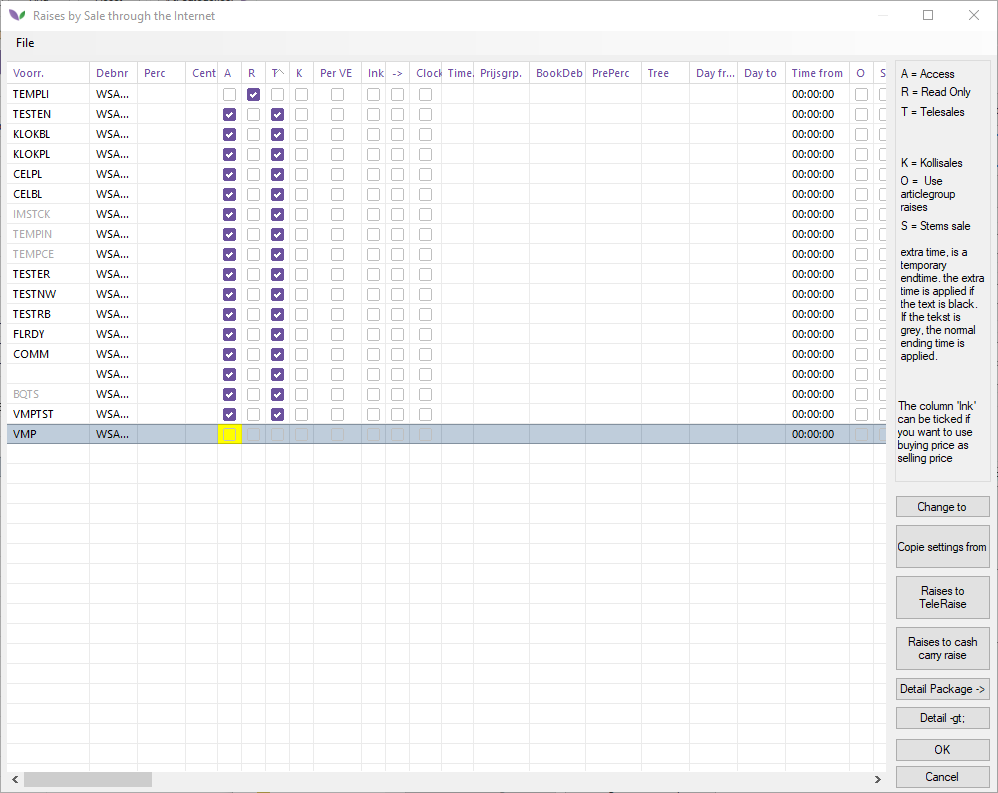 Raises by Sale through the Internet
File
Voorr. Debnr Perc Cent A R T K Per VE Ink -> Clock Time. Prijsgrp. BookDeb PrePerc Tree Day fr... Day to Time from O S
TEMPLI WSA... 00:00:00
TESTEN WSA... 00:00:00
KLOKBL WSA... 00:00:00
KLOKPL WSA... 00:00:00
CELPL WSA... 00:00:00
CELBL WSA... 00:00:00
IMSTCK WSA... 00:00:00
TEMPIN WSA... 00:00:00
TEMPCE WSA... 00:00:00
TESTER WSA... 00:00:00
TESTNW WSA... 00:00:00
TESTRB WSA... 00:00:00
FLRDY WSA... 00:00:00
COMM WSA... 00:00:00
WSA... 00:00:00
BQTS WSA... 00:00:00
VMPTST WSA... 00:00:00
VMP WSA... 00:00:00
A = Access
R = Read Only
T = Telesales
K = Kollisales
O = Use
articlegroup
raises
S = Stems sale
extra time, is a
temporary
endtime. the extra
time is applied if
the text is black.
If the tekst is
grey, the normal
ending time is
applied.
The column 'Ink'
can be ticked if
you want to use
buying price as
selling price
Change to
Copie settings from
Raises to
TeleRaise
Raises to cash
carry raise
Detail Package ->
Detail -gt;
OK
Cancel